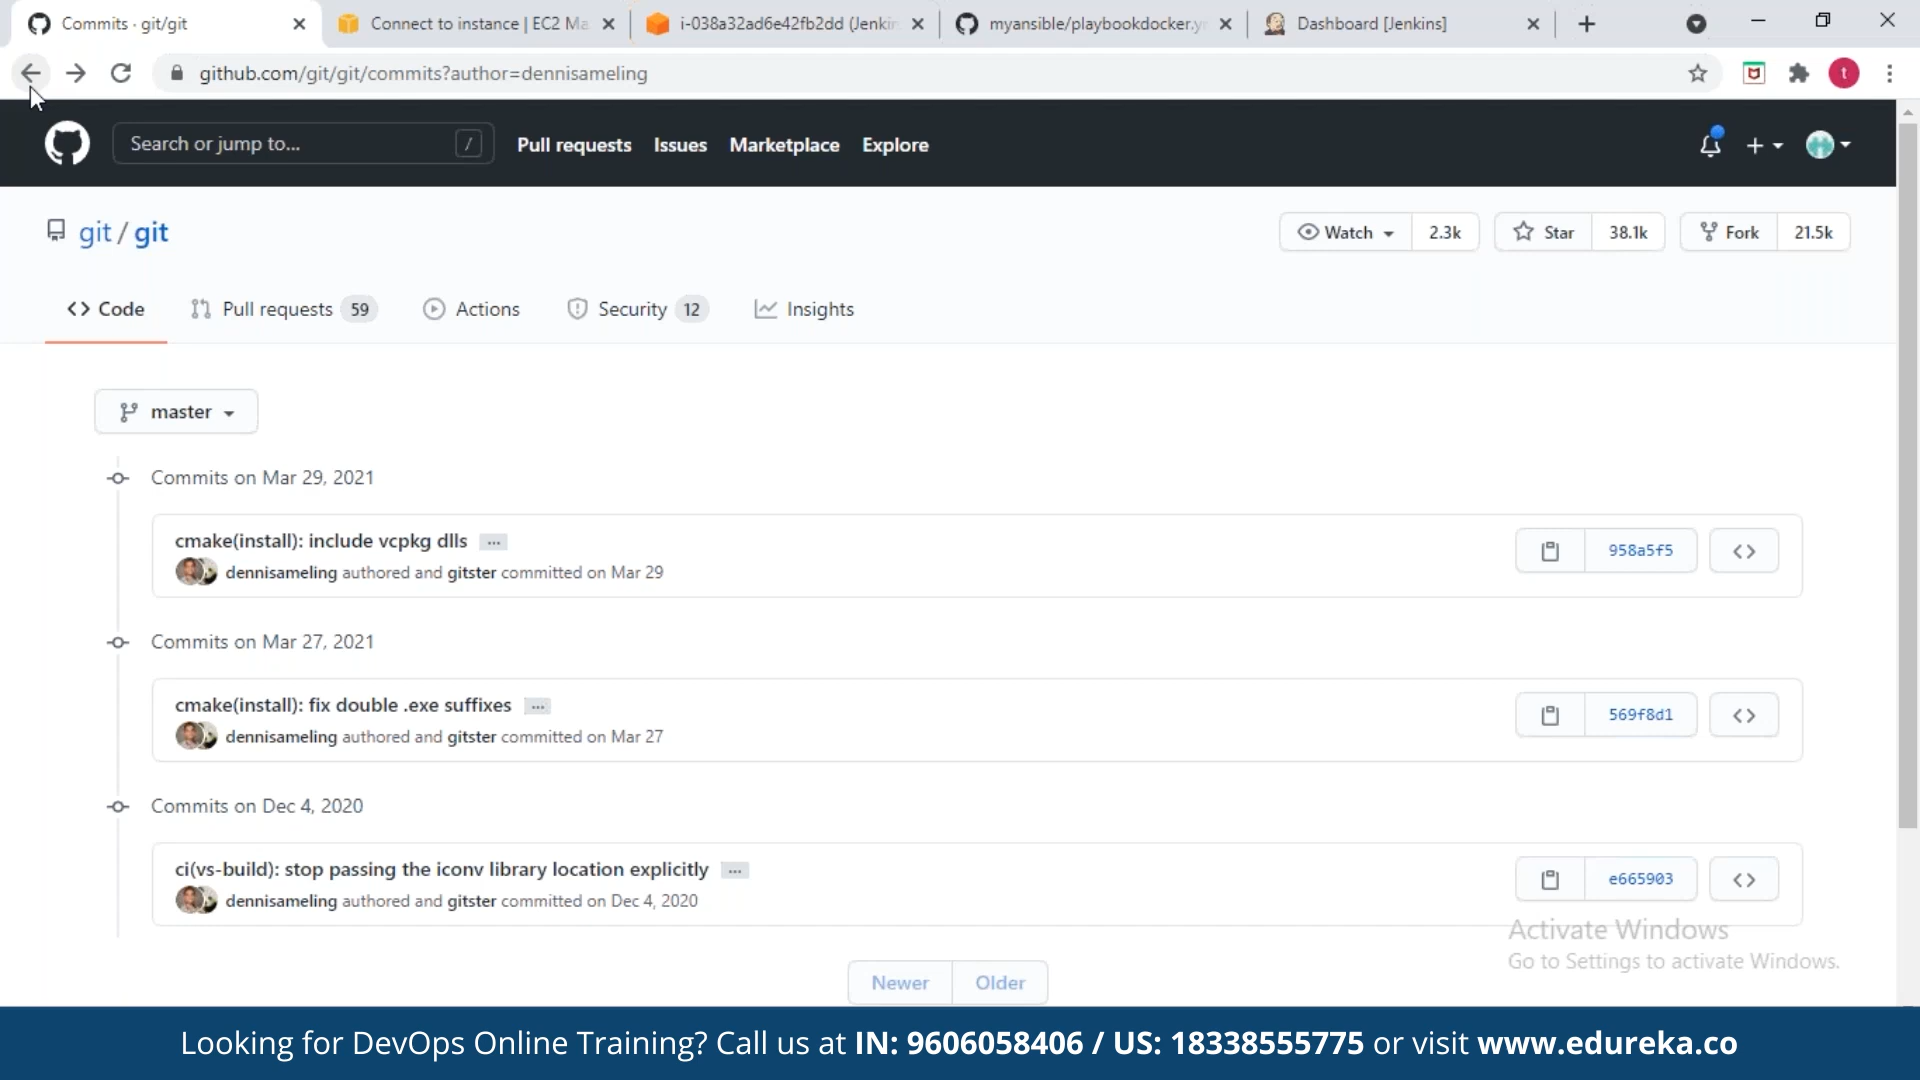 Commits · git/git
Connect to instance | EC2 Ma
i-038a32ad6e42fb2dd (Jenkin
myansible/playbookdocker.y
Dashboard [Jenkins]
github.com/git/git/commits?author=dennisameling
t
Search or jump to...
/
Pull requests
Issues
Marketplace
Explore
git / git
Watch
2.3k
Star
38.1k
Fork
21.5k
Code
Pull requests 59
Actions
Security 12
Insights
master
Commits on Mar 29, 2021
cmake(install): include vcpkg dlls ...
dennisameling authored and gitster committed on Mar 29
958a5f5
Commits on Mar 27, 2021
cmake(install): fix double .exe suffixes ...
dennisameling authored and gitster committed on Mar 27
569f8d1
Commits on Dec 4, 2020
ci(vs-build): stop passing the iconv library location explicitly ...
dennisameling authored and gitster committed on Dec 4, 2020
e665903
Activate Windows
Go to Settings to activate Windows.
Newer
Older
Looking for DevOps Online Training? Call us at IN: 9606058406 / US: 18338555775 or visit www.edureka.co